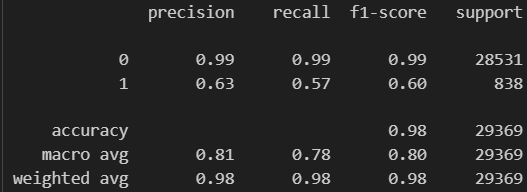 precision recall f1-score support
0 0.99 0.99 0.99 28531
1 0.63 0.57 0.60 838
accuracy 0.98 29369
macro avg 0.81 0.78 0.80 29369
weighted avg 0.98 0.98 0.98 29369